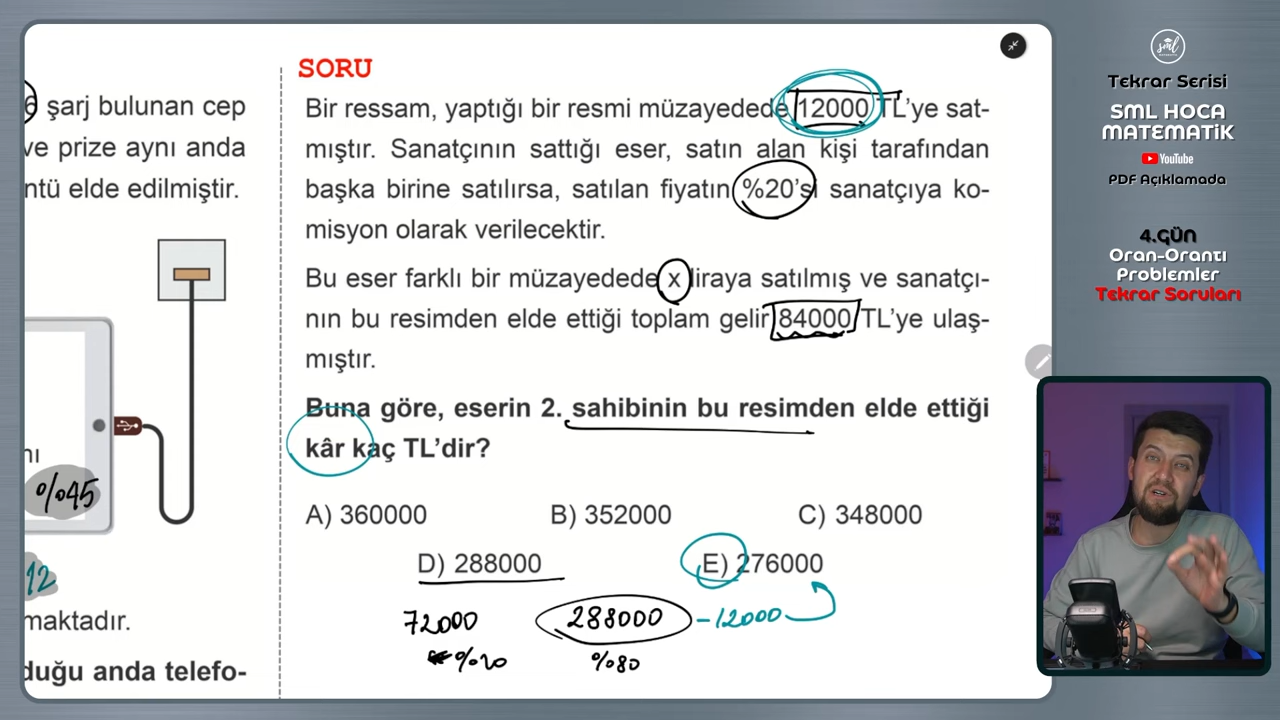 şarj bulunan cep
ve prize aynı anda
ntü elde edilmiştir.
%45
12
maktadır.
duğu anda telefo-
SORU
Bir ressam, yaptığı bir resmi müzayedede 12000 TL'ye sat-
mıştır. Sanatçının sattığı eser, satın alan kişi tarafından
başka birine satılırsa, satılan fiyatın %20'si sanatçıya ko-
misyon olarak verilecektir.
Bu eser farklı bir müzayedede x liraya satılmış ve sanatçı-
nın bu resimden elde ettiği toplam gelir 84000 TL'ye ulaş-
mıştır.
Buna göre, eserin 2. sahibinin bu resimden elde ettiği
kâr kaç TL'dir?
A) 360000 B) 352000 C) 348000
D) 288000 E) 276000
72000 288000 -12000
%20 %80
sml
Tekrar Serisi
SML HOCA
MATEMATİK
YouTube
PDF Açıklamada
4.GÜN
Oran-Orantı
Problemler
Tekrar Soruları